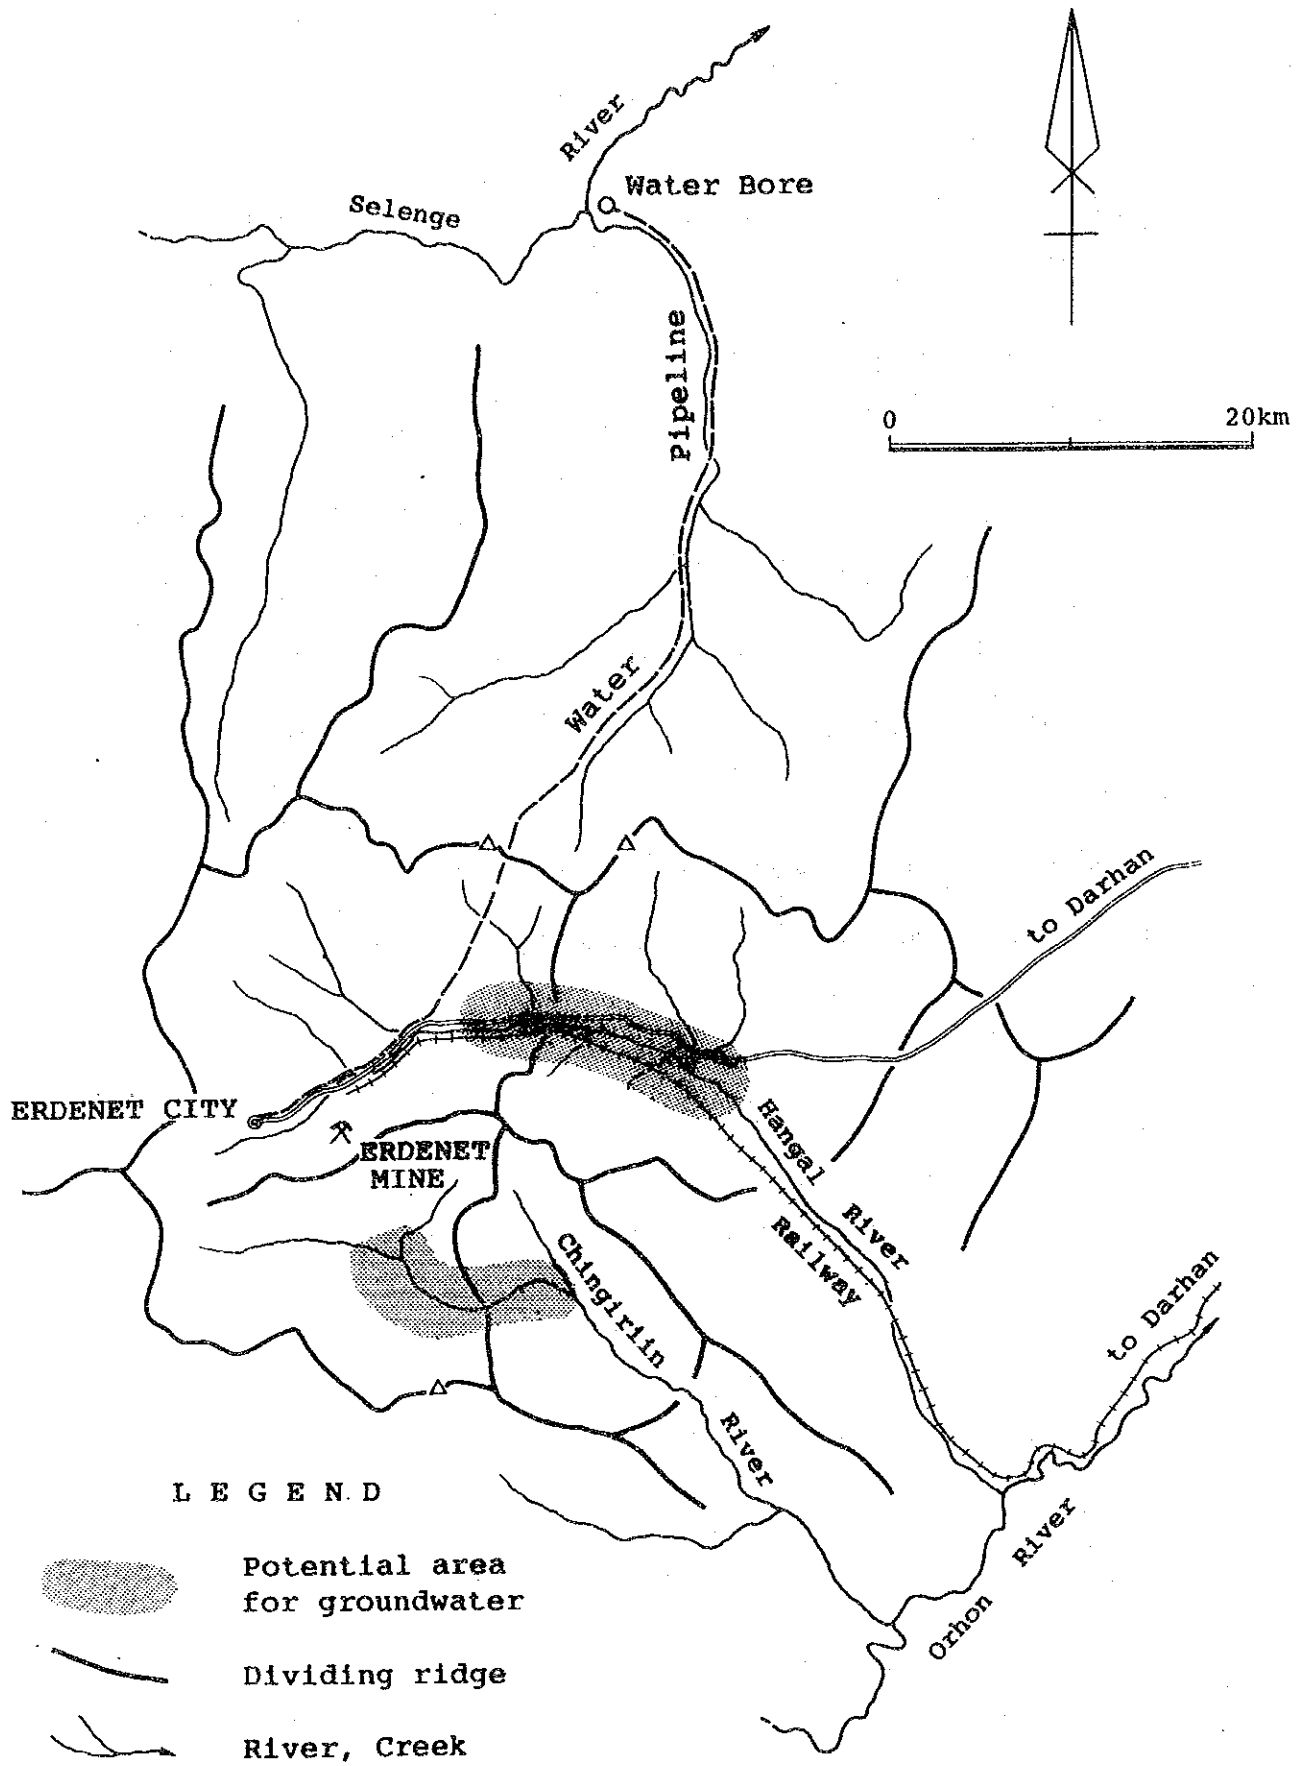 River
Water Bore
Selenge
Pipeline
0 20km
Water
to Darhan
ERDENET CITY
ERDENET
MINE
Hangal
River
Railway
Chingiriin
River
to Darhan
Orhon River
LEGEND
Potential area
for groundwater
Dividing ridge
River, Creek